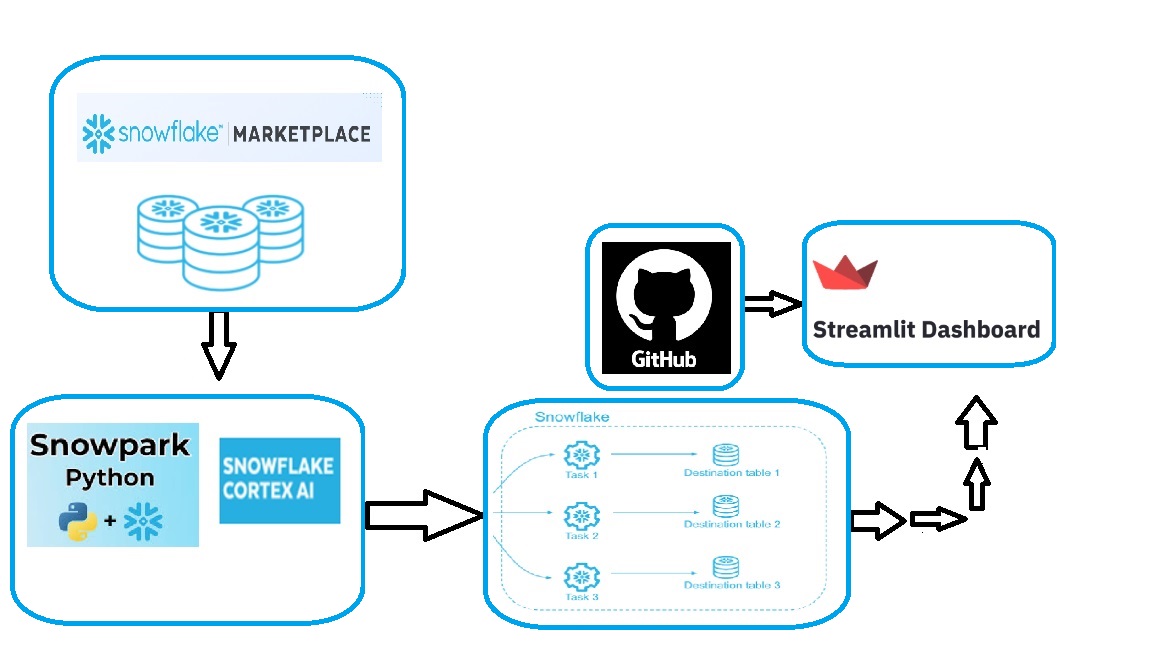 snowflake™ | MARKETPLACE
Snowpark
Python
+
SNOWFLAKE
CORTEX AI
Snowflake
Task 1
Destination table 1
Task 2
Destination table 2
Task 3
Destination table 3
GitHub
Streamlit Dashboard